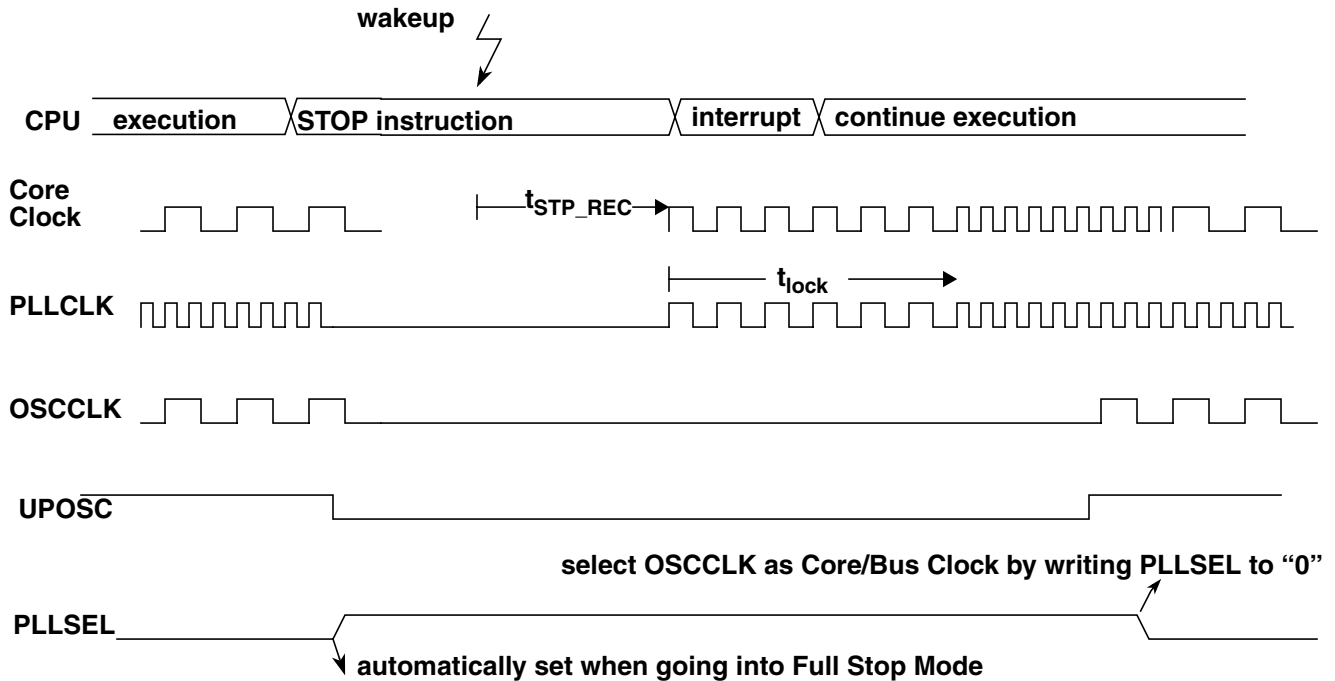 wakeup
CPU execution STOP instruction interrupt continue execution
Core
Clock
tSTP_REC
tlock
PLLCLK
OSCCLK
UPOSC
select OSCCLK as Core/Bus Clock by writing PLLSEL to “0”
PLLSEL
automatically set when going into Full Stop Mode